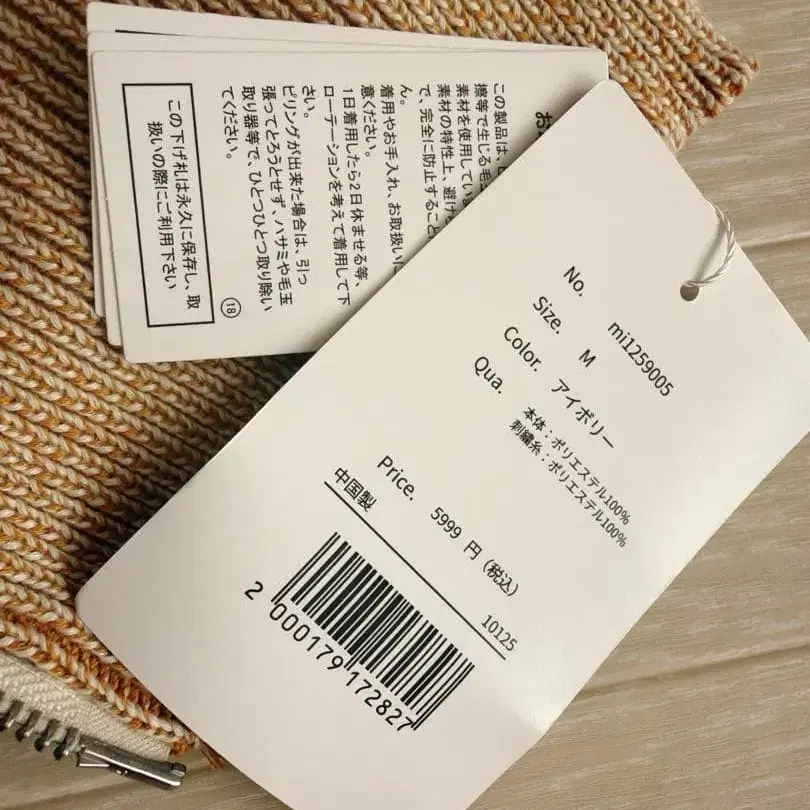 この製品は、
擦等で生じる毛玉
素材を使用してい
素材の特性上、避け
で、完全に防止すること
ん。
着用やお手入れ、お取扱いに
意ください。
1日着用したら2日休ませる等、
ローテーションを考えて着用して下
さい。
ピリングが出来た場合は、引っ
張ってとろうとせず、ハサミや毛玉
取り器等で、ひとつひとつ取り除い
てください。
⑱
この下げ札は永久に保存し、取
扱いの際にご利用下さい
No. mi1259005
Size. M
Color. アイボリー
Qua. 本体：ポリエステル100%
刺繍糸：ポリエステル100%
Price. 5999 円（税込）
中国製
10125
2 000179 172827